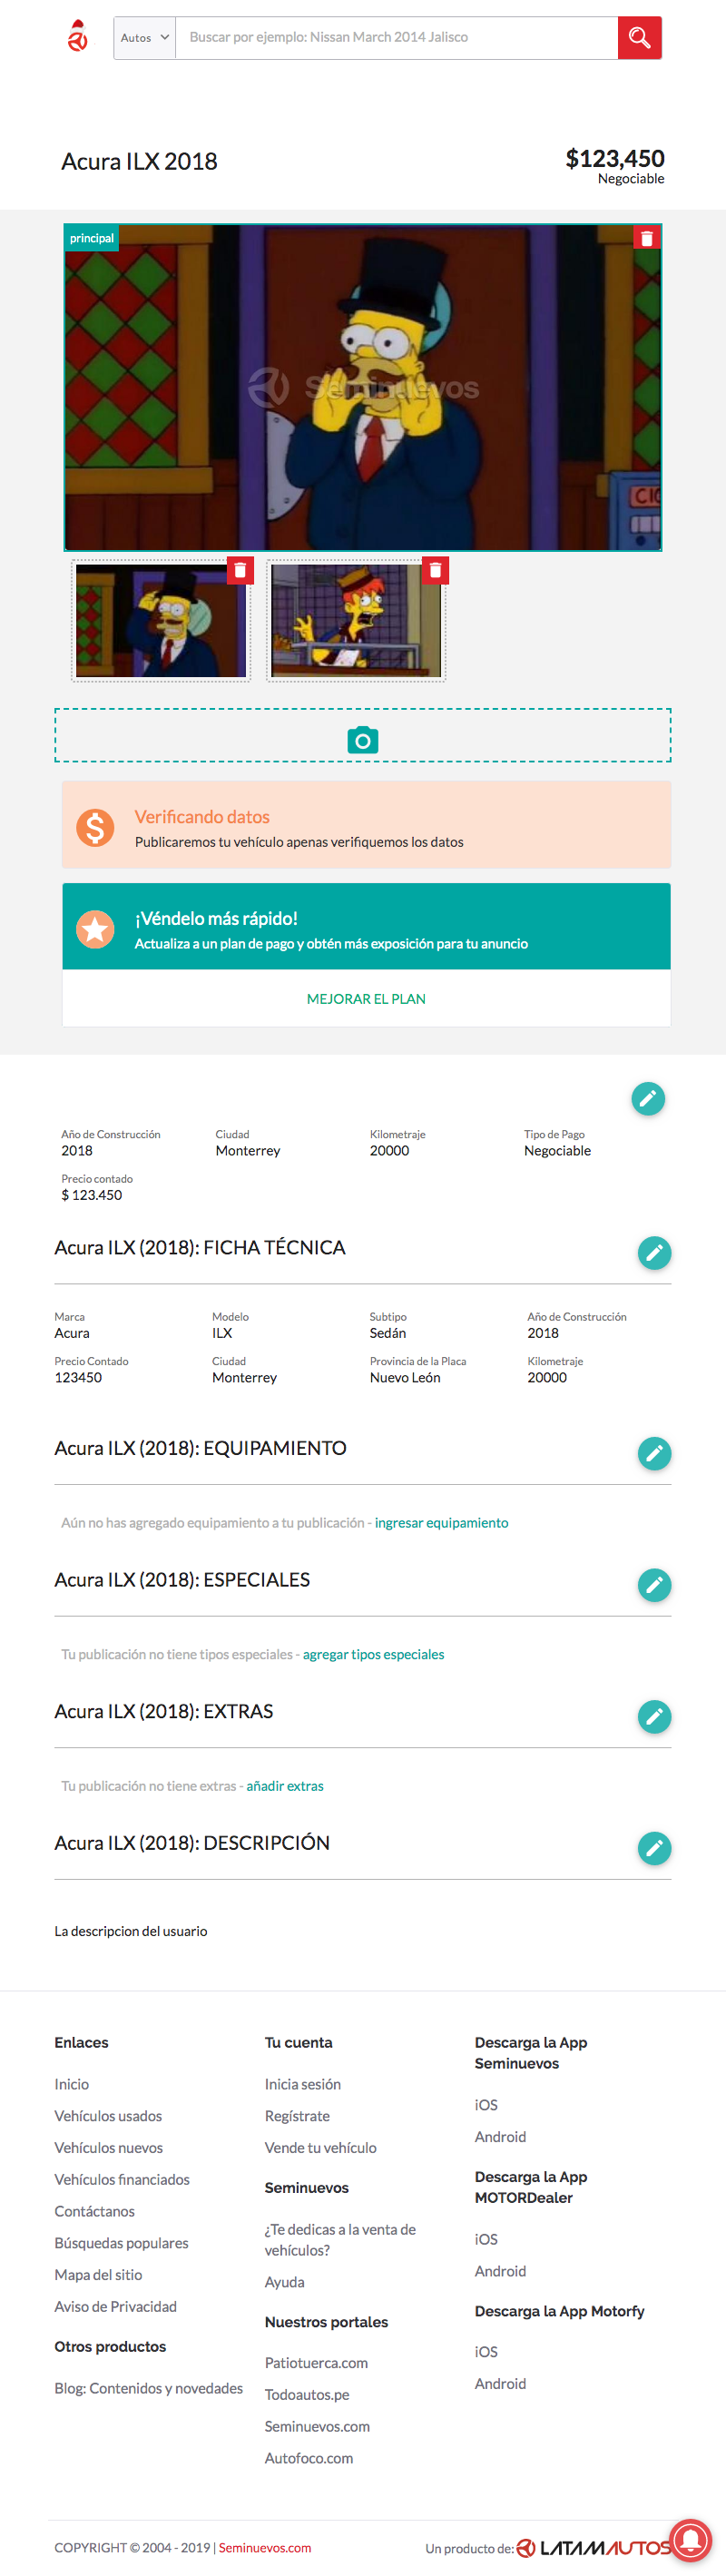 Autos
Buscar por ejemplo: Nissan March 2014 Jalisco
Acura ILX 2018
$123,450
Negociable
principal
Seminuevos
CIG
Verificando datos
Publicaremos tu vehículo apenas verifiquemos los datos
¡Véndelo más rápido!
Actualiza a un plan de pago y obtén más exposición para tu anuncio
MEJORAR EL PLAN
Año de Construcción Ciudad Kilometraje Tipo de Pago
2018 Monterrey 20000 Negociable
Precio contado
$ 123.450
Acura ILX (2018): FICHA TÉCNICA
Marca Modelo Subtipo Año de Construcción
Acura ILX Sedán 2018
Precio Contado Ciudad Provincia de la Placa Kilometraje
123450 Monterrey Nuevo León 20000
Acura ILX (2018): EQUIPAMIENTO
Aún no has agregado equipamiento a tu publicación - ingresar equipamiento
Acura ILX (2018): ESPECIALES
Tu publicación no tiene tipos especiales - agregar tipos especiales
Acura ILX (2018): EXTRAS
Tu publicación no tiene extras - añadir extras
Acura ILX (2018): DESCRIPCIÓN
La descripcion del usuario
Enlaces
Inicio
Vehículos usados
Vehículos nuevos
Vehículos financiados
Contáctanos
Búsquedas populares
Mapa del sitio
Aviso de Privacidad
Otros productos
Blog: Contenidos y novedades
Tu cuenta
Inicia sesión
Regístrate
Vende tu vehículo
Seminuevos
¿Te dedicas a la venta de
vehículos?
Ayuda
Nuestros portales
Patiotuerca.com
Todoautos.pe
Seminuevos.com
Autofoco.com
Descarga la App
Seminuevos
iOS
Android
Descarga la App
MOTORDealer
iOS
Android
Descarga la App Motorfy
iOS
Android
COPYRIGHT © 2004 - 2019 | Seminuevos.com
Un producto de: LATAMAUTOS